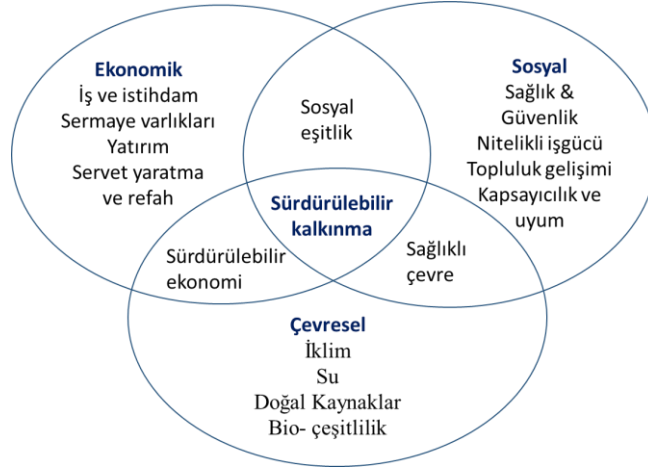 Ekonomik
İş ve istihdam
Sermaye varlıkları
Yatırım
Servet yaratma
ve refah
Sosyal
eşitlik
Sosyal
Sağlık &
Güvenlik
Nitelikli işgücü
Topluluk gelişimi
Kapsayıcılık ve
uyum
Sürdürülebilir
kalkınma
Sürdürülebilir
ekonomi
Sağlıklı
çevre
Çevresel
İklim
Su
Doğal Kaynaklar
Bio- çeşitlilik